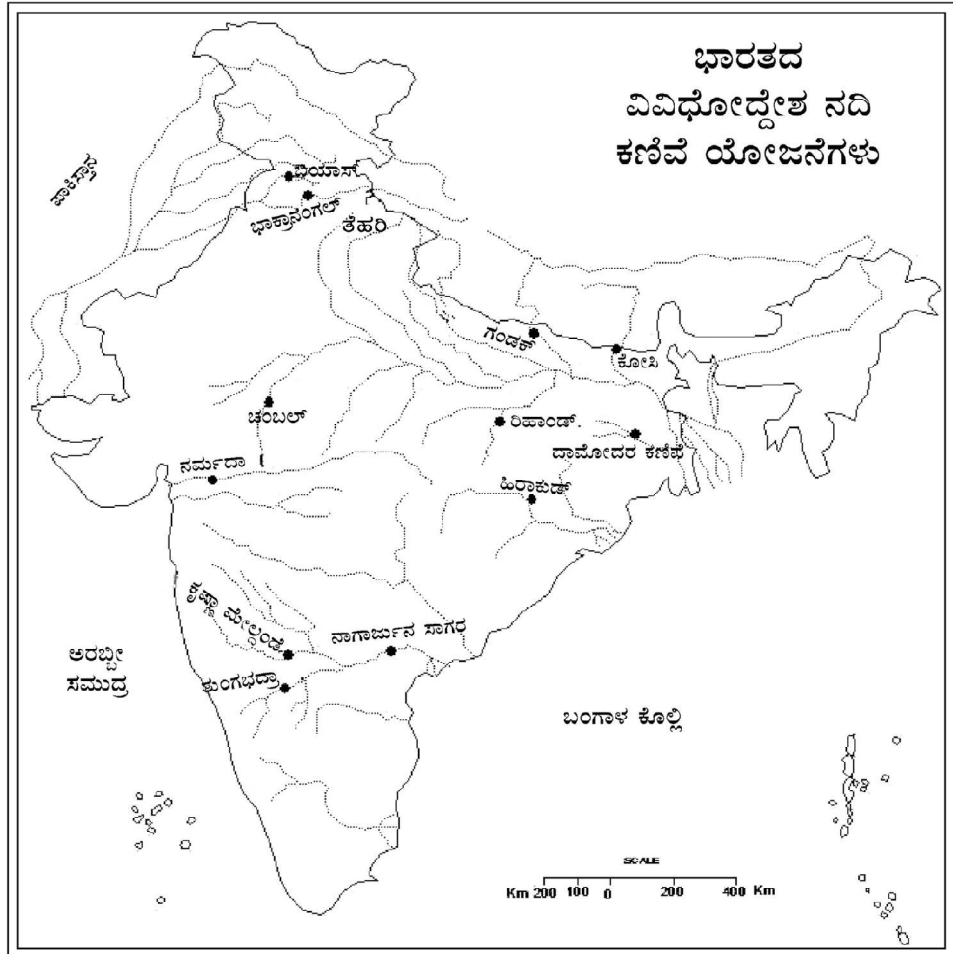 ಭಾರತದ
ವಿವಿಧೋದ್ದೇಶ ನದಿ
ಕಣಿವೆ ಯೋಜನೆಗಳು
ಪಾಕಿಸ್ತಾನ
ಬಿಯಾಸ್
ಭಾಕ್ರಾನಂಗಲ್
ತೆಹರಿ
ಗಂಡಕ್
ಕೋಸಿ
ಚಂಬಲ್
ರಿಹಾಂಡ್.
ದಾಮೋದರ ಕಣಿವೆ
ನರ್ಮದಾ
ಹಿರಾಕುಡ್
ಕೃಷ್ಣಾ ಮೇಲ್ದಂಡೆ
ನಾಗಾರ್ಜುನ ಸಾಗರ
ತುಂಗಭದ್ರಾ
ಅರಬ್ಬೀ
ಸಮುದ್ರ
ಬಂಗಾಳ ಕೊಲ್ಲಿ
SCALE
Km 200 100 0 200 400 Km